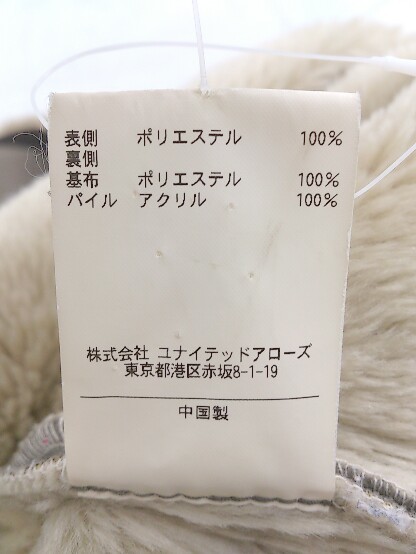 表側 ポリエステル 100%
裏側
基布 ポリエステル 100%
パイル アクリル 100%
株式会社 ユナイテッドアローズ
東京都港区赤坂8-1-19
中国製